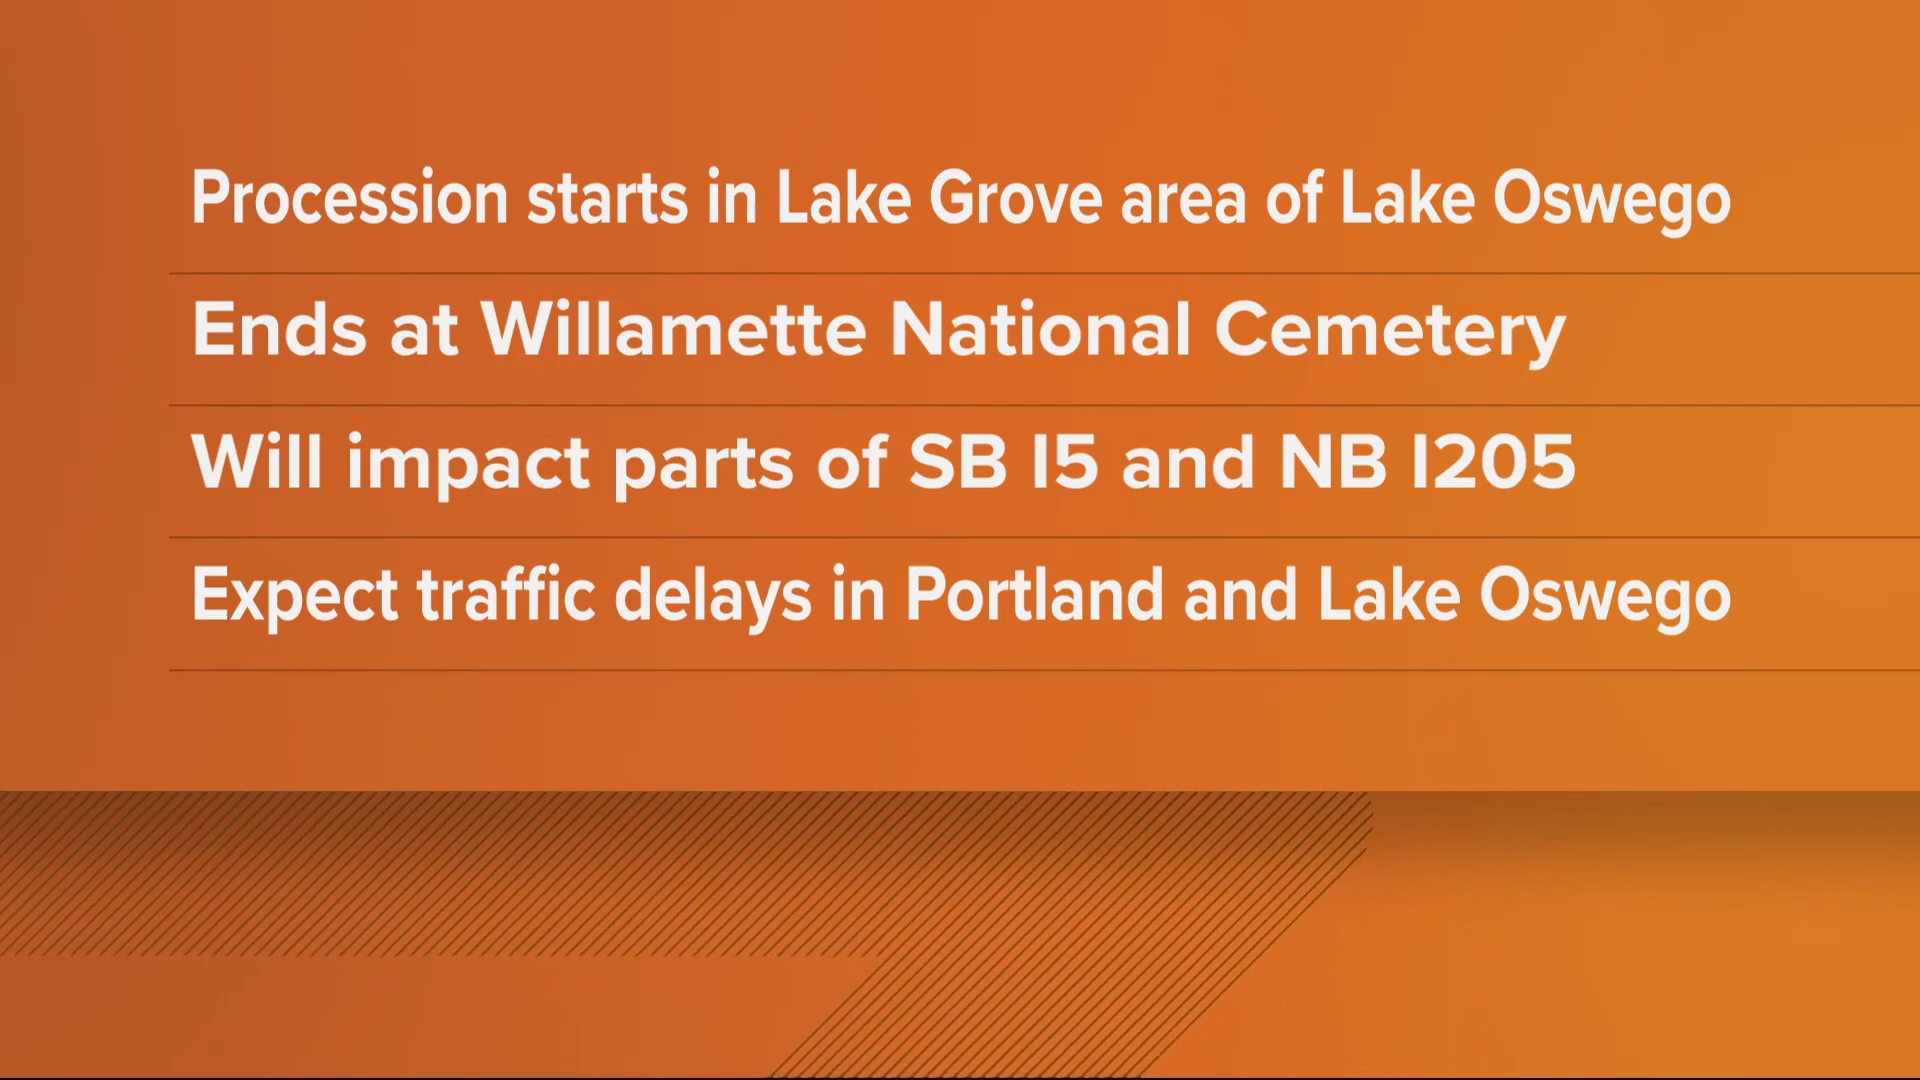 Procession starts in Lake Grove area of Lake Oswego
Ends at Willamette National Cemetery
Will impact parts of SB I5 and NB I205
Expect traffic delays in Portland and Lake Oswego